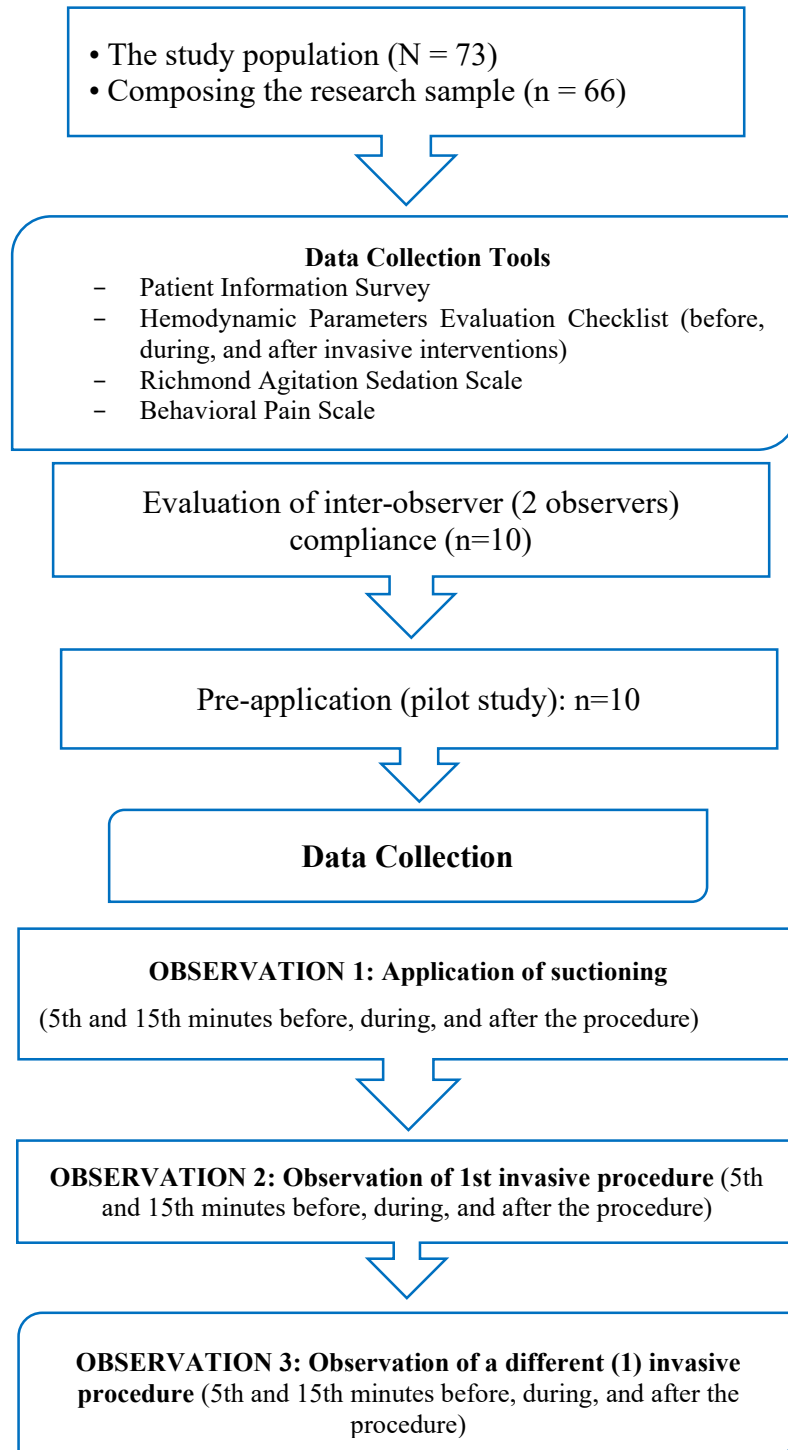 • The study population (N = 73)
• Composing the research sample (n = 66)
Data Collection Tools
– Patient Information Survey
– Hemodynamic Parameters Evaluation Checklist (before,
during, and after invasive interventions)
– Richmond Agitation Sedation Scale
– Behavioral Pain Scale
Evaluation of inter-observer (2 observers)
compliance (n=10)
Pre-application (pilot study): n=10
Data Collection
OBSERVATION 1: Application of suctioning
(5th and 15th minutes before, during, and after the procedure)
OBSERVATION 2: Observation of 1st invasive procedure (5th
and 15th minutes before, during, and after the procedure)
OBSERVATION 3: Observation of a different (1) invasive
procedure (5th and 15th minutes before, during, and after the
procedure)